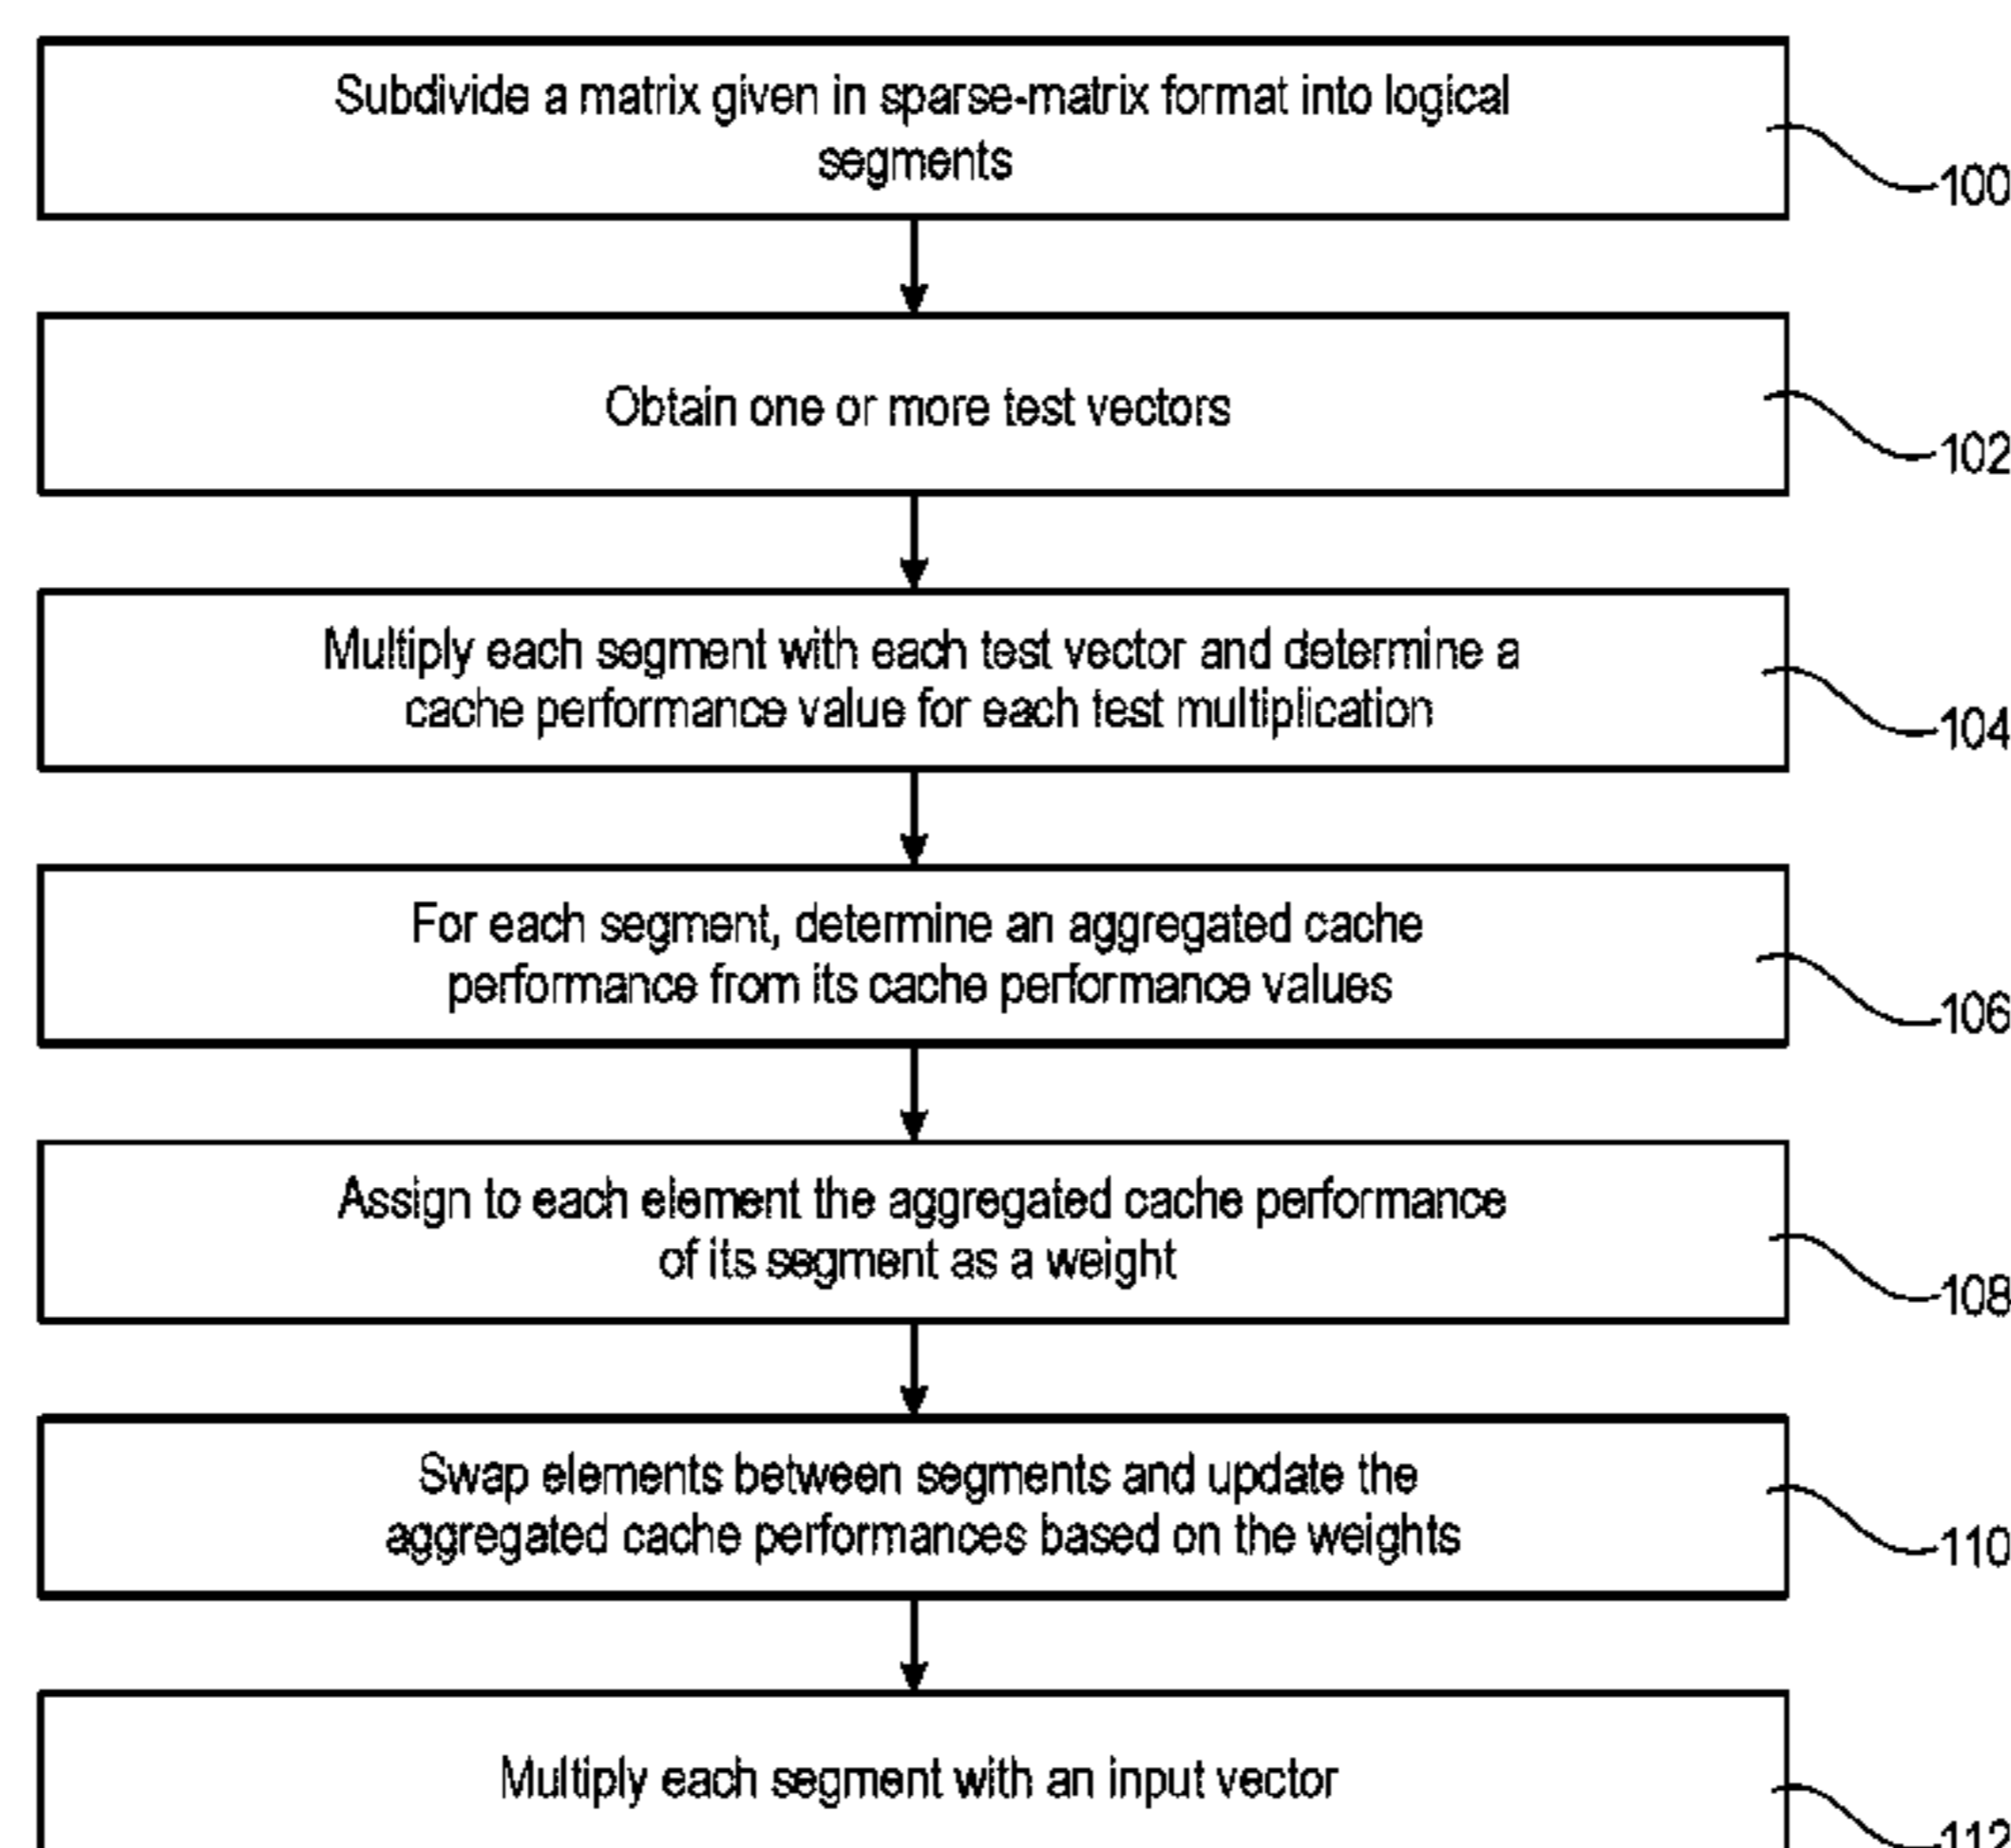 Subdivide a matrix given in sparse-matrix format into logical
segments
100
Obtain one or more test vectors
102
Multiply each segment with each test vector and determine a
cache performance value for each test multiplication
104
For each segment, determine an aggregated cache
performance from its cache performance values
106
Assign to each element the aggregated cache performance
of its segment as a weight
108
Swap elements between segments and update the
aggregated cache performances based on the weights
110
Multiply each segment with an input vector
112